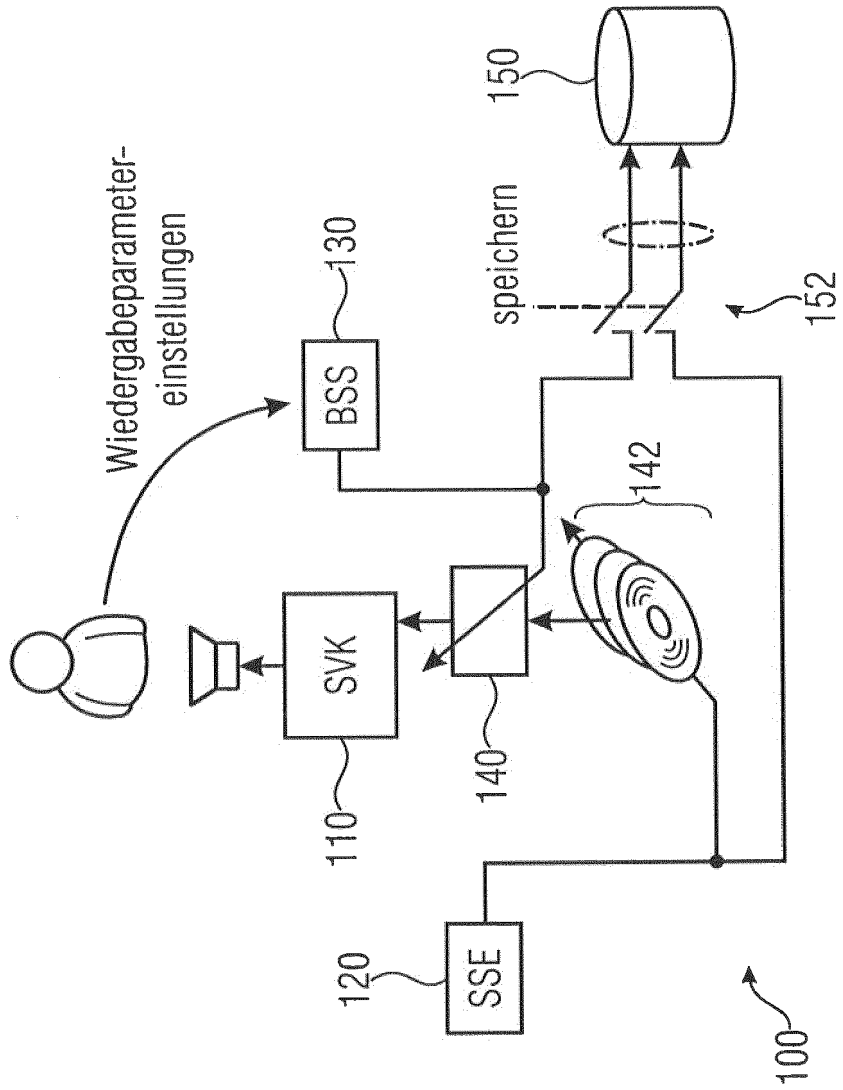 Wiedergabeparameter-
einstellungen
130
BSS
150
speichern
152
SVK
110
140
142
120
SSE
100